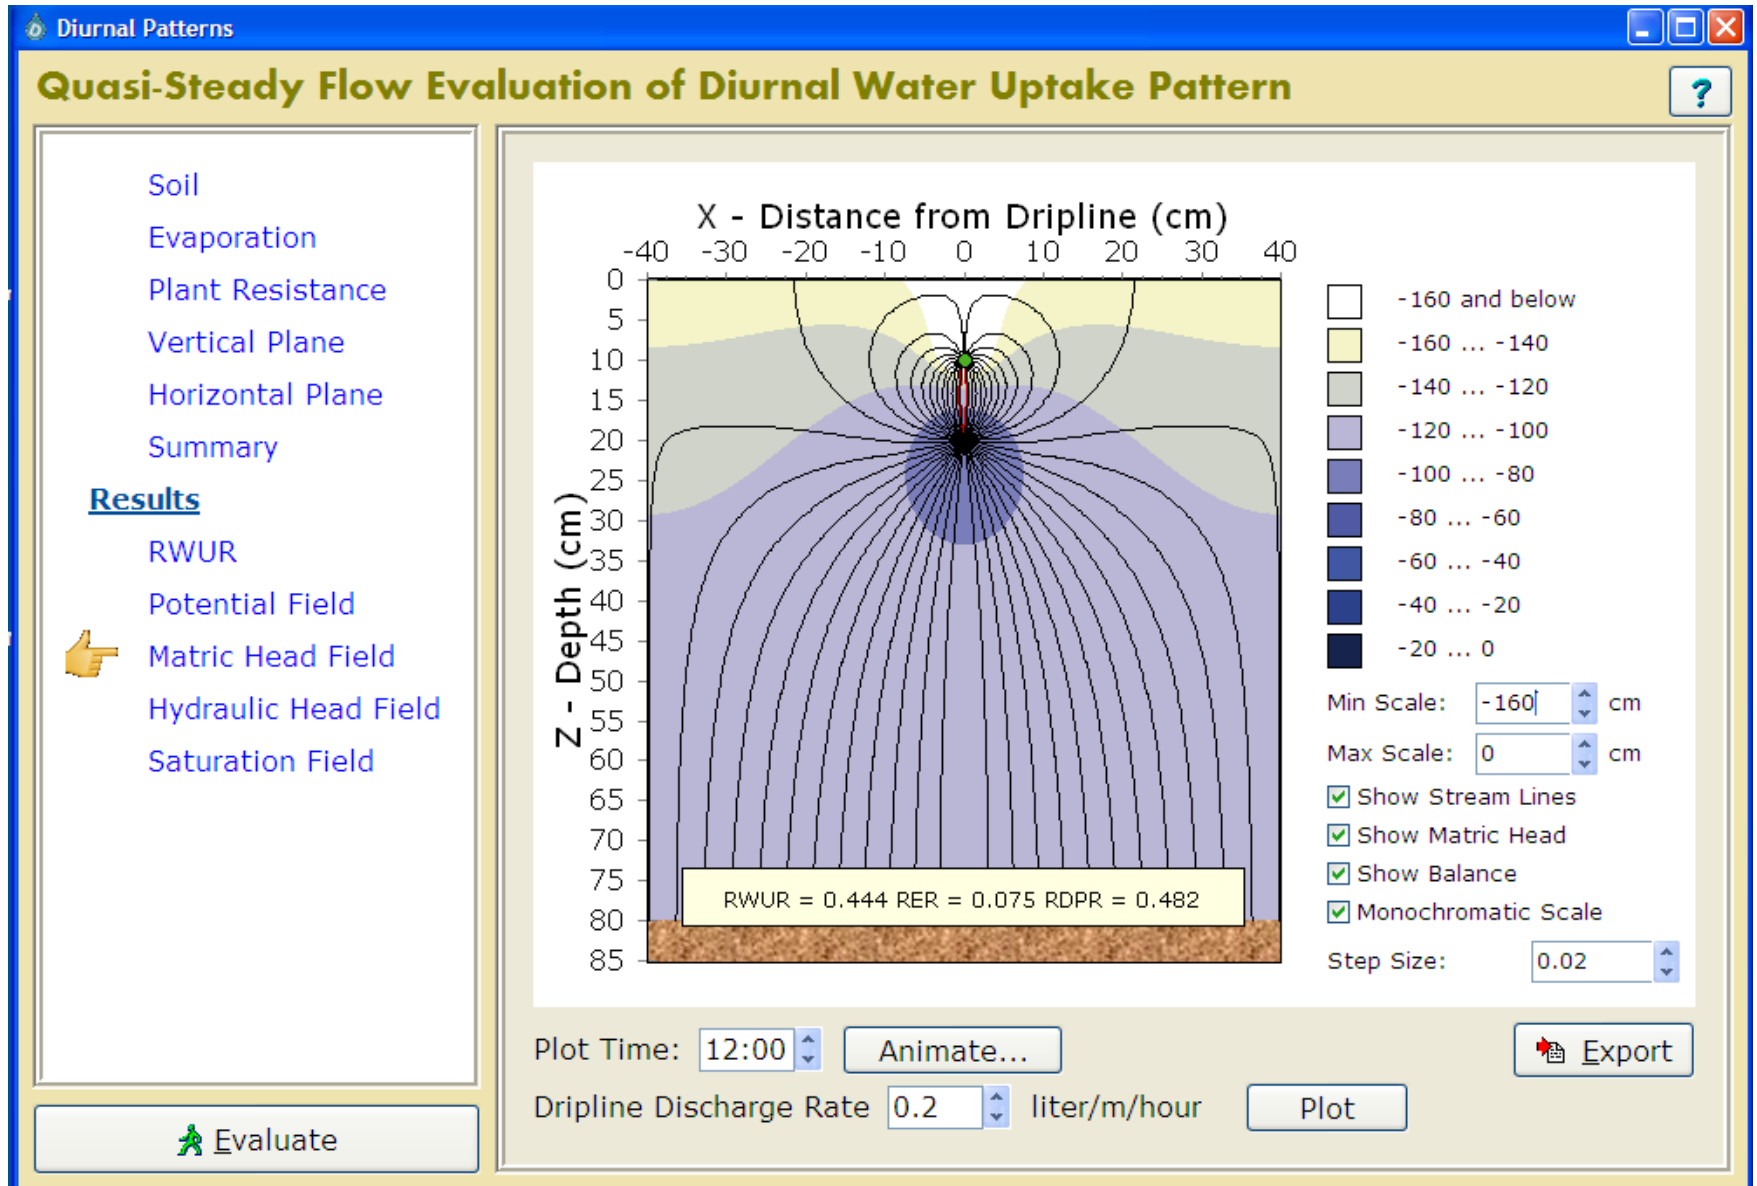 Diurnal Patterns
Quasi-Steady Flow Evaluation of Diurnal Water Uptake Pattern
?
Soil
Evaporation
Plant Resistance
Vertical Plane
Horizontal Plane
Summary
Results
RWUR
Potential Field
Matric Head Field
Hydraulic Head Field
Saturation Field
Evaluate
X - Distance from Dripline (cm)
-40 -30 -20 -10 0 10 20 30 40
Z - Depth (cm)
0
5
10
15
20
25
30
35
40
45
50
55
60
65
70
75
80
85
RWUR = 0.444 RER = 0.075 RDPR = 0.482
-160 and below
-160 ... -140
-140 ... -120
-120 ... -100
-100 ... -80
-80 ... -60
-60 ... -40
-40 ... -20
-20 ... 0
Min Scale: -160 cm
Max Scale: 0 cm
Show Stream Lines
Show Matric Head
Show Balance
Monochromatic Scale
Step Size: 0.02
Plot Time: 12:00 Animate... Export
Dripline Discharge Rate 0.2 liter/m/hour Plot